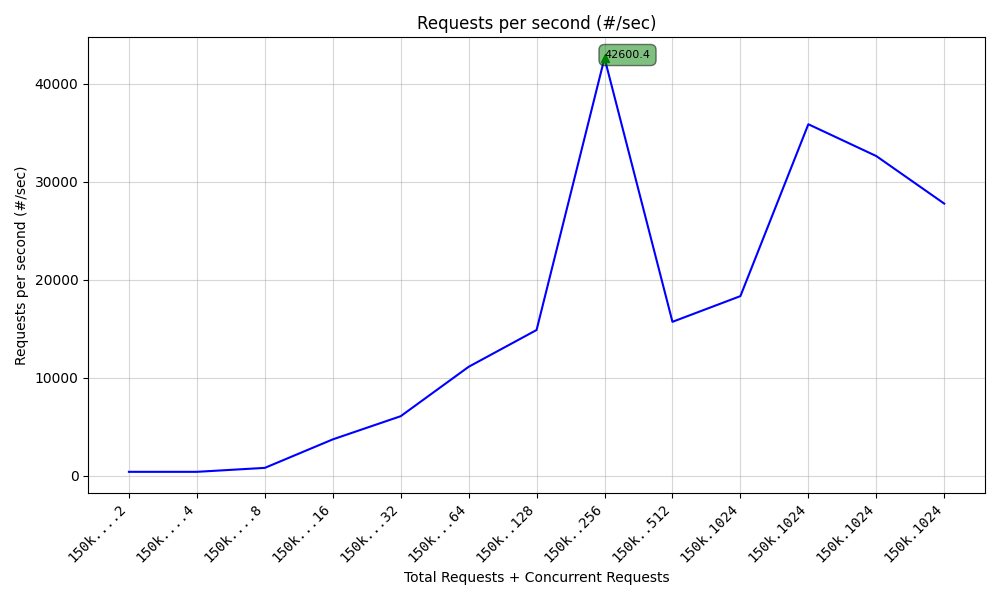 Requests per second (#/sec)
42600.4
40000
30000
20000
10000
0
Requests per second (#/sec)
150k....2
150k....4
150k....8
150k...16
150k...32
150k...64
150k..128
150k..256
150k..512
150k.1024
150k.1024
150k.1024
150k.1024
Total Requests + Concurrent Requests